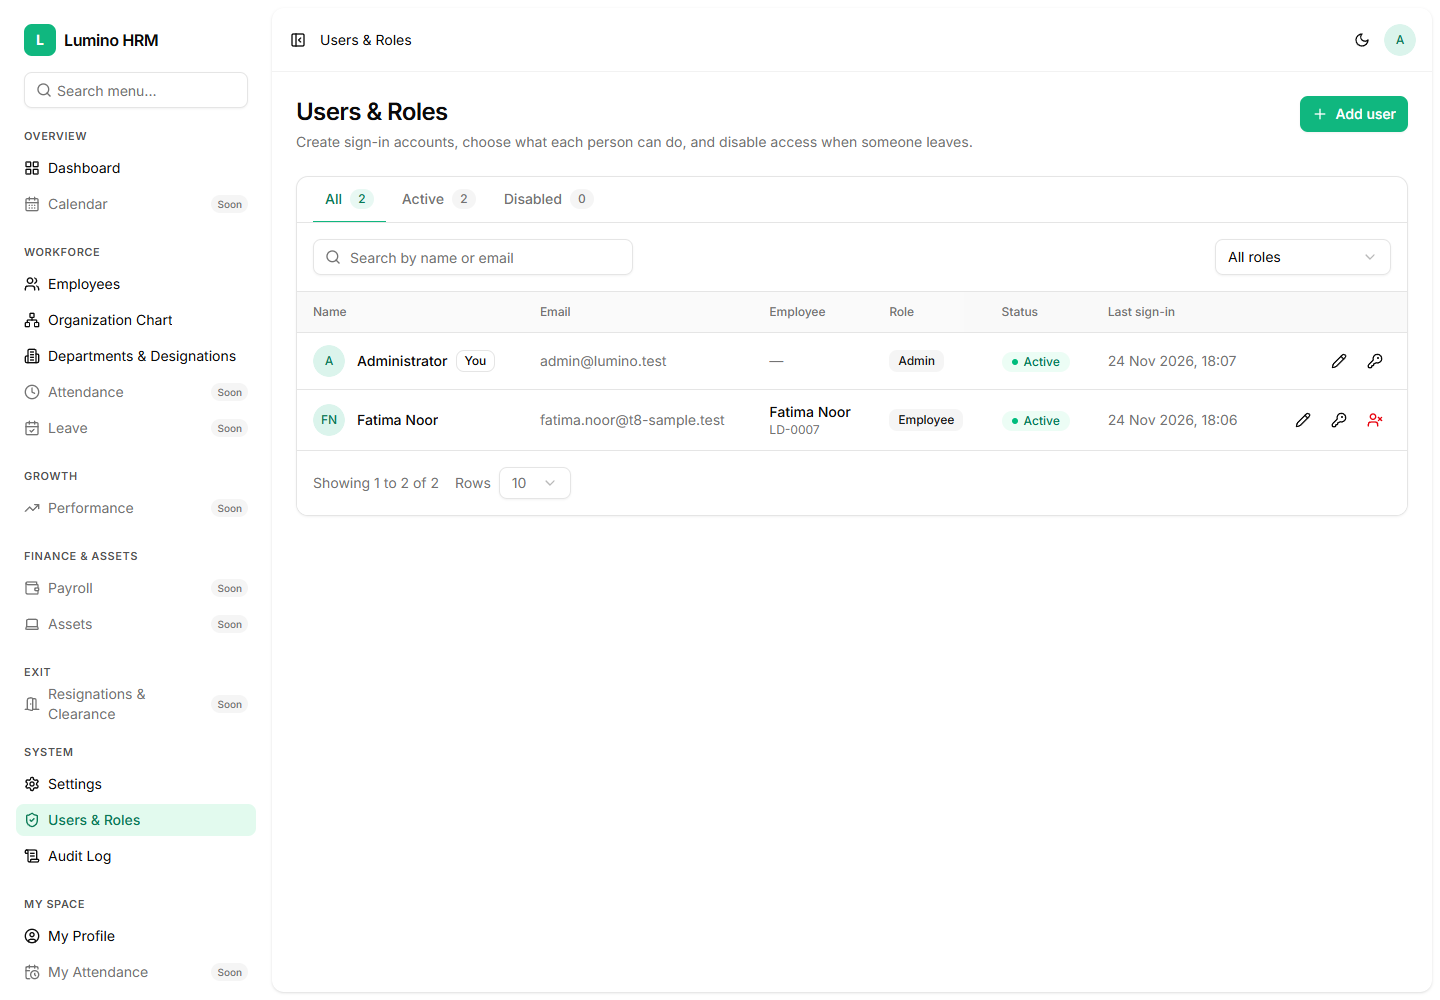 L Lumino HRM
Search menu...
OVERVIEW
Dashboard
Calendar Soon
WORKFORCE
Employees
Organization Chart
Departments & Designations
Attendance Soon
Leave Soon
GROWTH
Performance Soon
FINANCE & ASSETS
Payroll Soon
Assets Soon
EXIT
Resignations &
Clearance Soon
SYSTEM
Settings
Users & Roles
Audit Log
MY SPACE
My Profile
My Attendance Soon
Users & Roles A
Users & Roles
Create sign-in accounts, choose what each person can do, and disable access when someone leaves.
Add user
All 2 Active 2 Disabled 0
Search by name or email All roles
Name Email Employee Role Status Last sign-in
A Administrator You admin@lumino.test — Admin Active 24 Nov 2026, 18:07
FN Fatima Noor fatima.noor@t8-sample.test Fatima Noor Employee Active 24 Nov 2026, 18:06
LD-0007
Showing 1 to 2 of 2 Rows 10